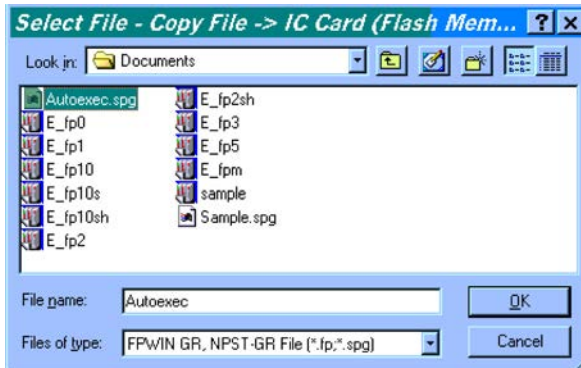 Select File - Copy File -> IC Card (Flash Mem...
Look in: Documents
Autoexec.spg
E_fp0
E_fp1
E_fp10
E_fp10s
E_fp10sh
E_fp2
E_fp2sh
E_fp3
E_fp5
E_fpm
sample
Sample.spg
File name: Autoexec
OK
Files of type: FPWIN GR, NPST-GR File (*.fp;*.spg)
Cancel